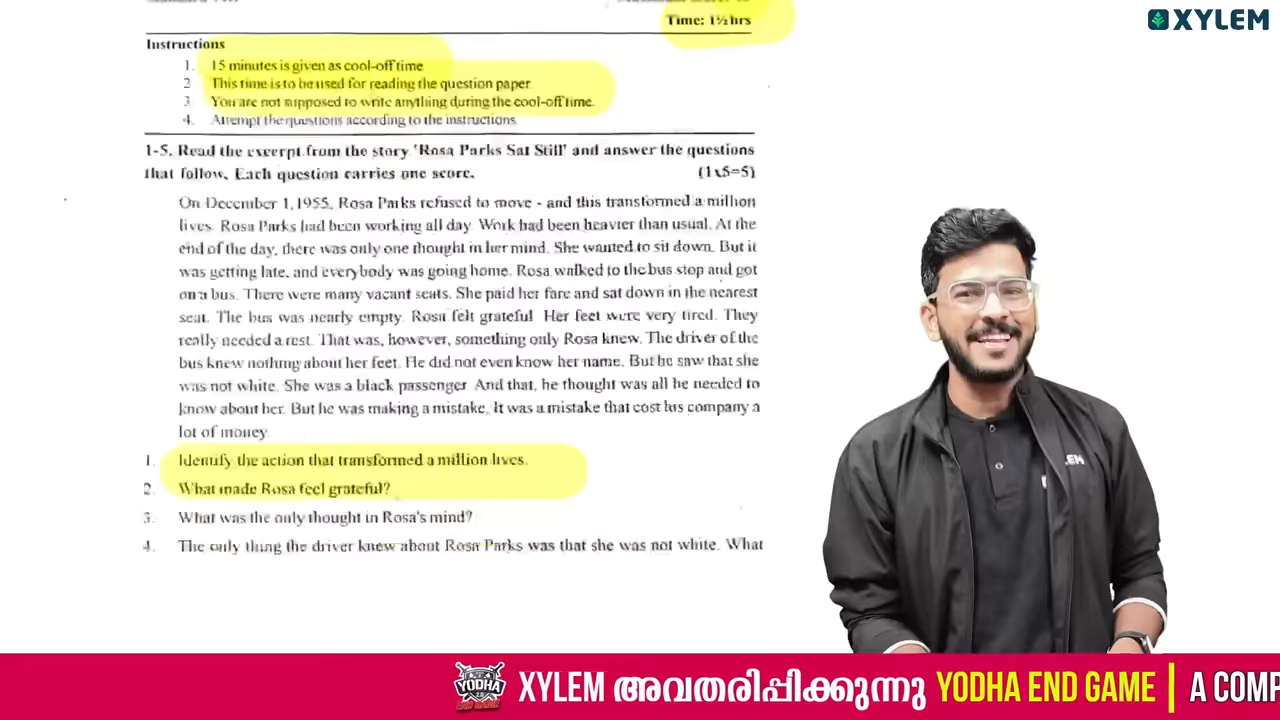 Time: 1½ hrs
XYLEM
Instructions
1. 15 minutes is given as cool-off time
2 This time is to be used for reading the question paper
3. You are not supposed to write anything during the cool-off time.
4. Attempt the questions according to the instructions.
1-5. Read the excerpt from the story 'Rosa Parks Sat Still' and answer the questions
that follow. Each question carries one score. (1x5=5)
On December 1, 1955, Rosa Parks refused to move - and this transformed a million
lives. Rosa Parks had been working all day. Work had been heavier than usual. At the
end of the day, there was only one thought in her mind. She wanted to sit down. But it
was getting late, and everybody was going home. Rosa walked to the bus stop and got
on a bus. There were many vacant seats. She paid her fare and sat down in the nearest
seat. The bus was nearly empty. Rosa felt grateful. Her feet were very tired. They
really needed a rest. That was, however, something only Rosa knew. The driver of the
bus knew nothing about her feet. He did not even know her name. But he saw that she
was not white. She was a black passenger. And that, he thought was all he needed to
know about her. But he was making a mistake. It was a mistake that cost his company a
lot of money.
1. Identify the action that transformed a million lives.
2. What made Rosa feel grateful?
3. What was the only thought in Rosa's mind?
4. The only thing the driver knew about Rosa Parks was that she was not white. What
.EM
YODHA
END GAME
XYLEM അവതരിപ്പിക്കുന്നു YODHA END GAME | A COMP